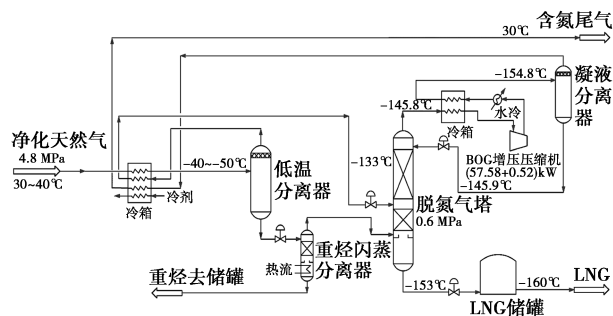 含氮尾气
30℃
-154.8℃
凝液
分离
器
-145.8℃
水冷
冷箱
BOG增压压缩机
(57.58+0.52)kW
-145.9℃
净化天然气
4.8 MPa
30~40℃
-40~-50℃
低温
分离器
-133℃
冷剂
冷箱
脱氮气塔
0.6 MPa
重烃闪蒸
分离器
热流
重烃去储罐
-153℃
-160℃
LNG
LNG储罐